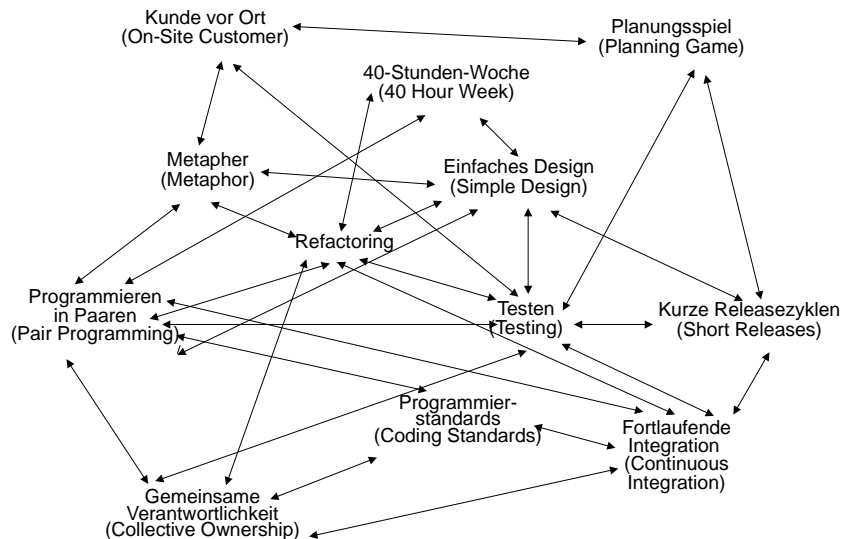 Kunde vor Ort
(On-Site Customer)
Planungsspiel
(Planning Game)
40-Stunden-Woche
(40 Hour Week)
Metapher
(Metaphor)
Einfaches Design
(Simple Design)
Refactoring
Programmieren
in Paaren
(Pair Programming)
Testen
(Testing)
Kurze Releasezyklen
(Short Releases)
Programmier-
standards
(Coding Standards)
Fortlaufende
Integration
(Continuous
Integration)
Gemeinsame
Verantwortlichkeit
(Collective Ownership)